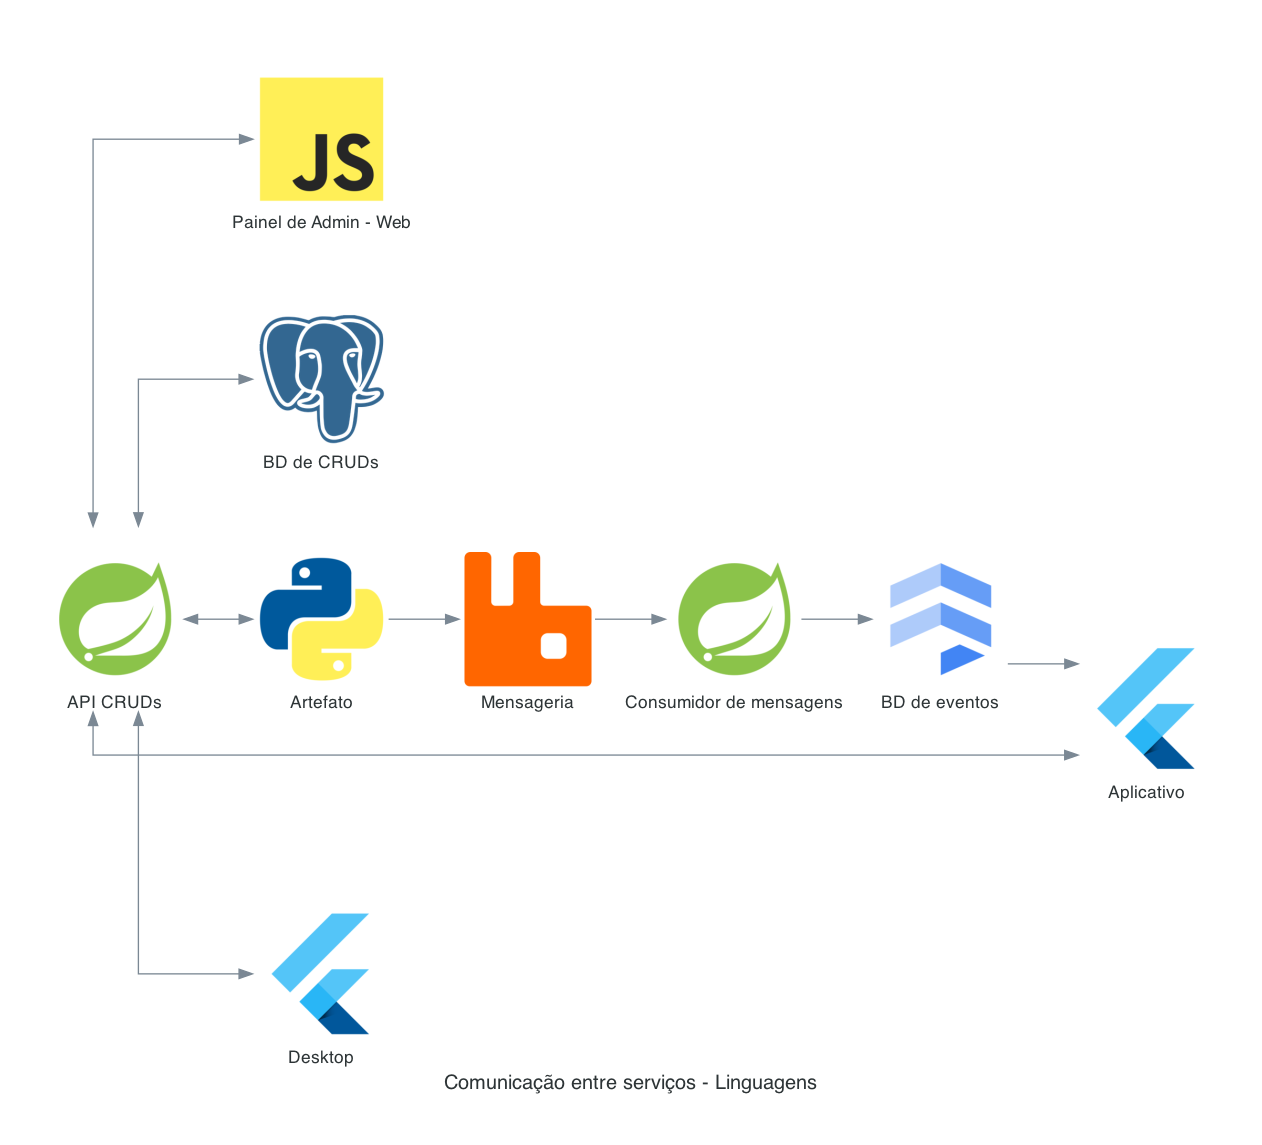 JS
Painel de Admin - Web
BD de CRUDs
API CRUDs
Artefato
Mensageria
Consumidor de mensagens
BD de eventos
Aplicativo
Desktop
Comunicação entre serviços - Linguagens